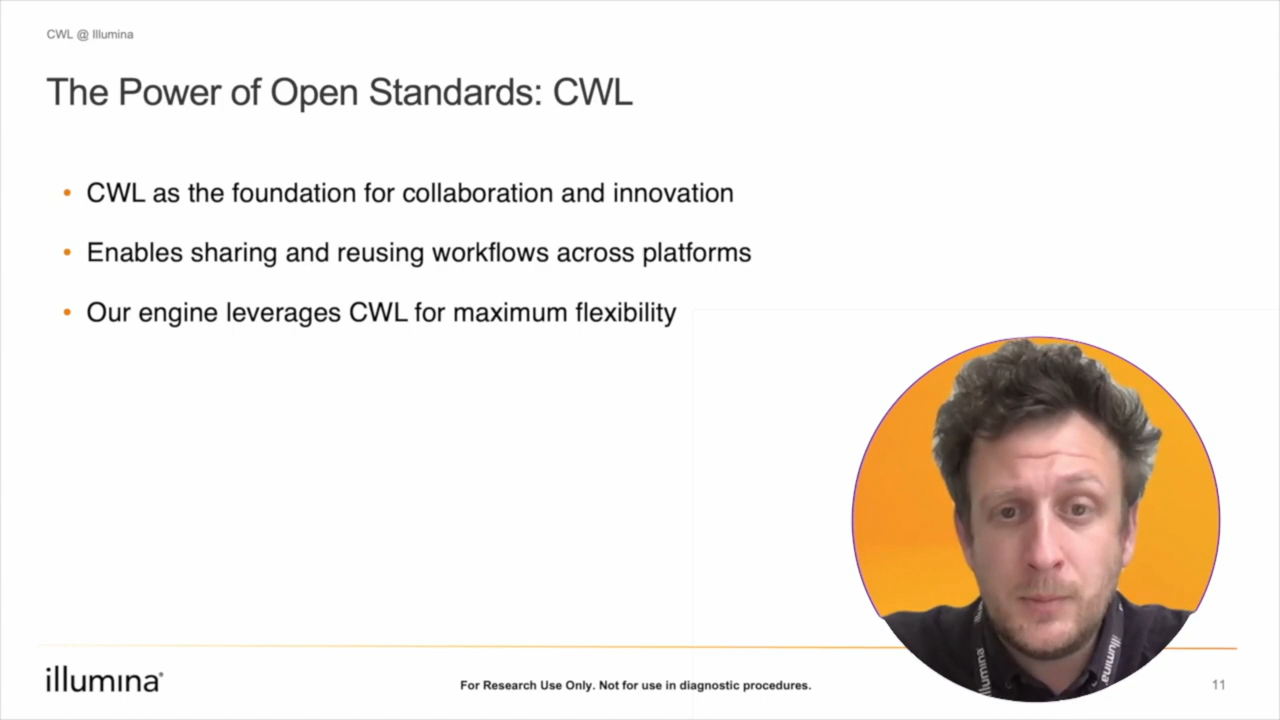 CWL @ Illumina
The Power of Open Standards: CWL
• CWL as the foundation for collaboration and innovation
• Enables sharing and reusing workflows across platforms
• Our engine leverages CWL for maximum flexibility
illumina
illumina
illumina®
For Research Use Only. Not for use in diagnostic procedures.
11